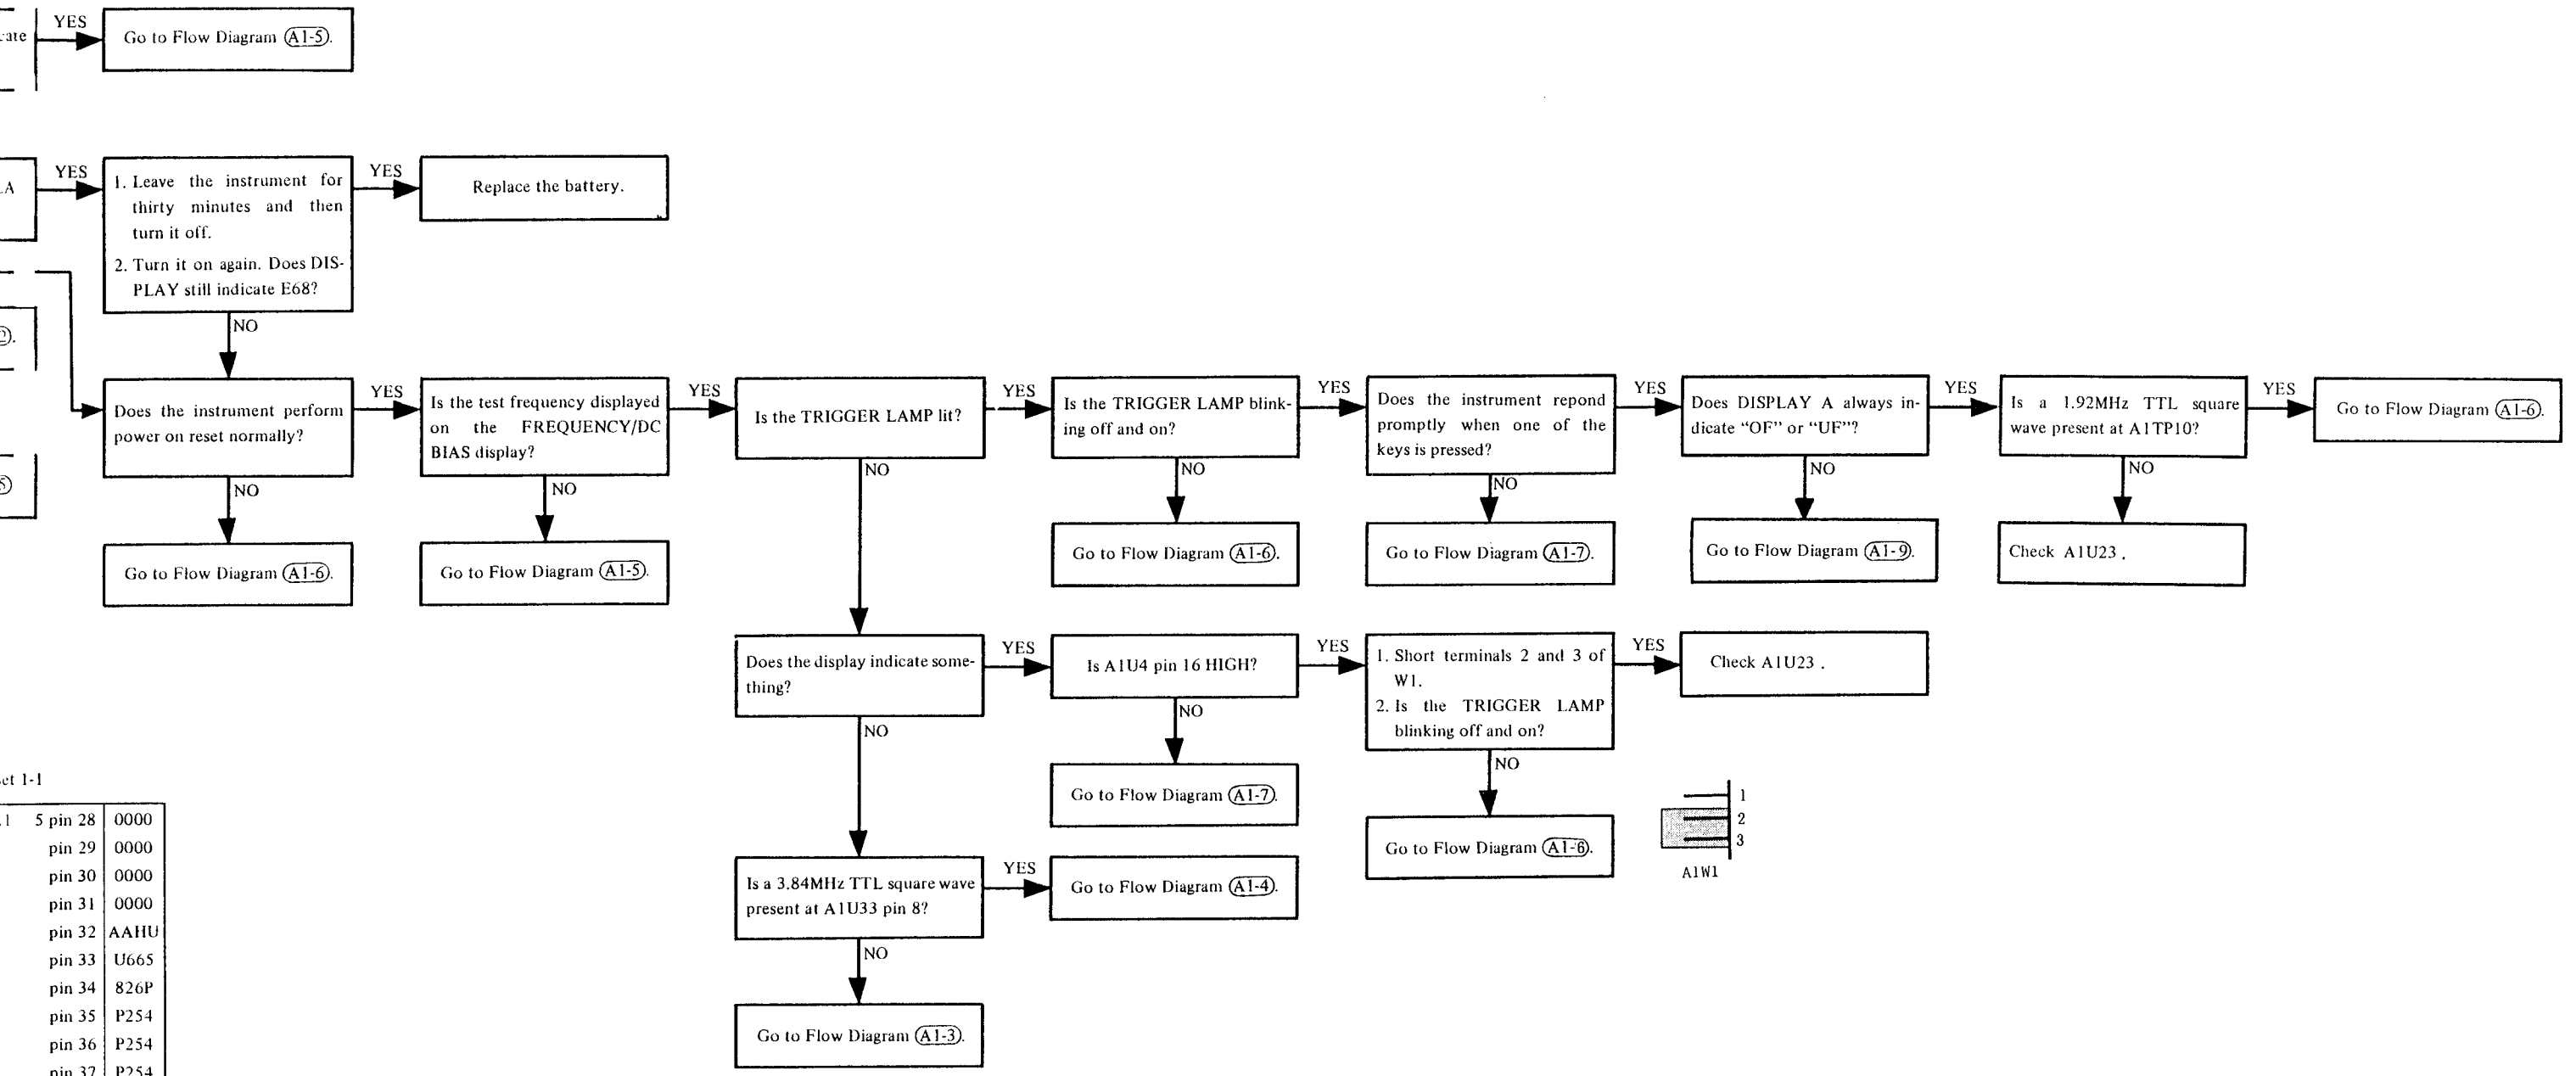 YES
Go to Flow Diagram A1-5.
YES
1. Leave the instrument for
thirty minutes and then
turn it off.
2. Turn it on again. Does DIS-
PLAY still indicate E68?
YES
Replace the battery.
NO
Does the instrument perform
power on reset normally?
YES
Is the test frequency displayed
on the FREQUENCY/DC
BIAS display?
YES
Is the TRIGGER LAMP lit?
YES
Is the TRIGGER LAMP blink-
ing off and on?
YES
Does the instrument repond
promptly when one of the
keys is pressed?
YES
Does DISPLAY A always in-
dicate “OF” or “UF”?
YES
Is a 1.92MHz TTL square
wave present at A1TP10?
YES
Go to Flow Diagram A1-6.
NO
Go to Flow Diagram A1-6.
NO
Go to Flow Diagram A1-5.
NO
NO
Go to Flow Diagram A1-6.
NO
Go to Flow Diagram A1-7.
NO
Go to Flow Diagram A1-9.
NO
Check A1U23.
Does the display indicate some-
thing?
YES
Is A1U4 pin 16 HIGH?
YES
1. Short terminals 2 and 3 of
W1.
2. Is the TRIGGER LAMP
blinking off and on?
YES
Check A1U23.
NO
NO
Go to Flow Diagram A1-7.
NO
Go to Flow Diagram A1-6.
1
2
3
A1W1
Is a 3.84MHz TTL square wave
present at A1U33 pin 8?
YES
Go to Flow Diagram A1-4.
NO
Go to Flow Diagram A1-3.
1-1
5 pin 28 0000
pin 29 0000
pin 30 0000
pin 31 0000
pin 32 AAHU
pin 33 U665
pin 34 826P
pin 35 P254
pin 36 P254
pin 37 P254